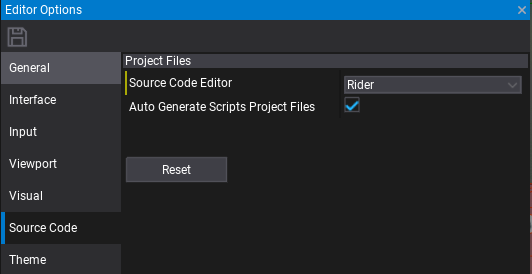 Editor Options
General
Interface
Input
Viewport
Visual
Source Code
Theme
Project Files
Source Code Editor
Rider
Auto Generate Scripts Project Files
Reset